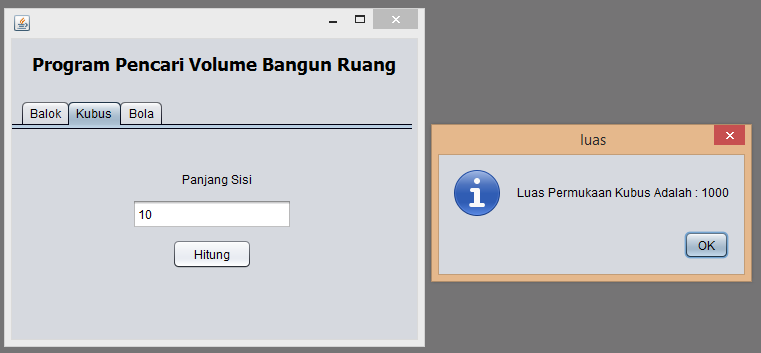 Program Pencari Volume Bangun Ruang
Balok Kubus Bola
Panjang Sisi
10
Hitung
luas
Luas Permukaan Kubus Adalah : 1000
OK